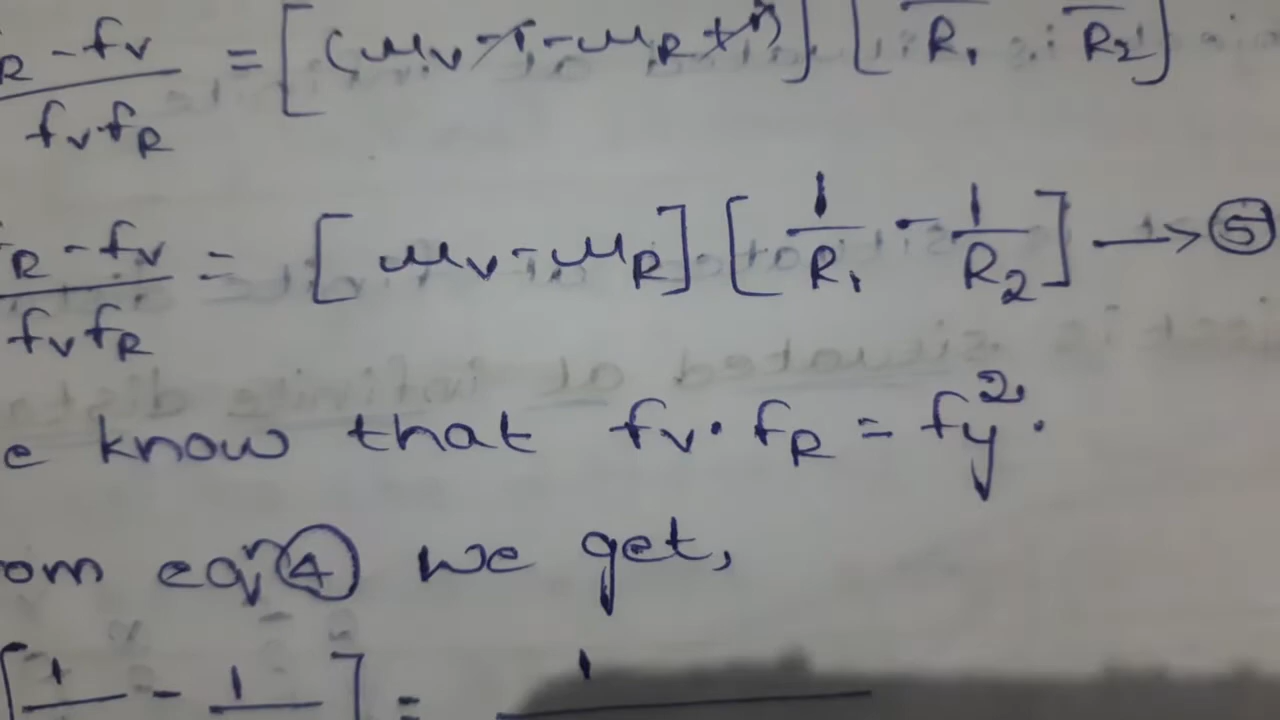 R - fv / fv·fR = [(μv - 1 - μR + 1)] [ R1 R2 ]
fR - fv / fv fR = [μv - μR] [1/R1 - 1/R2] → ⑤
e know that fv · fR = fy².
om eqn ④ we get,
[1 - 1] = 1